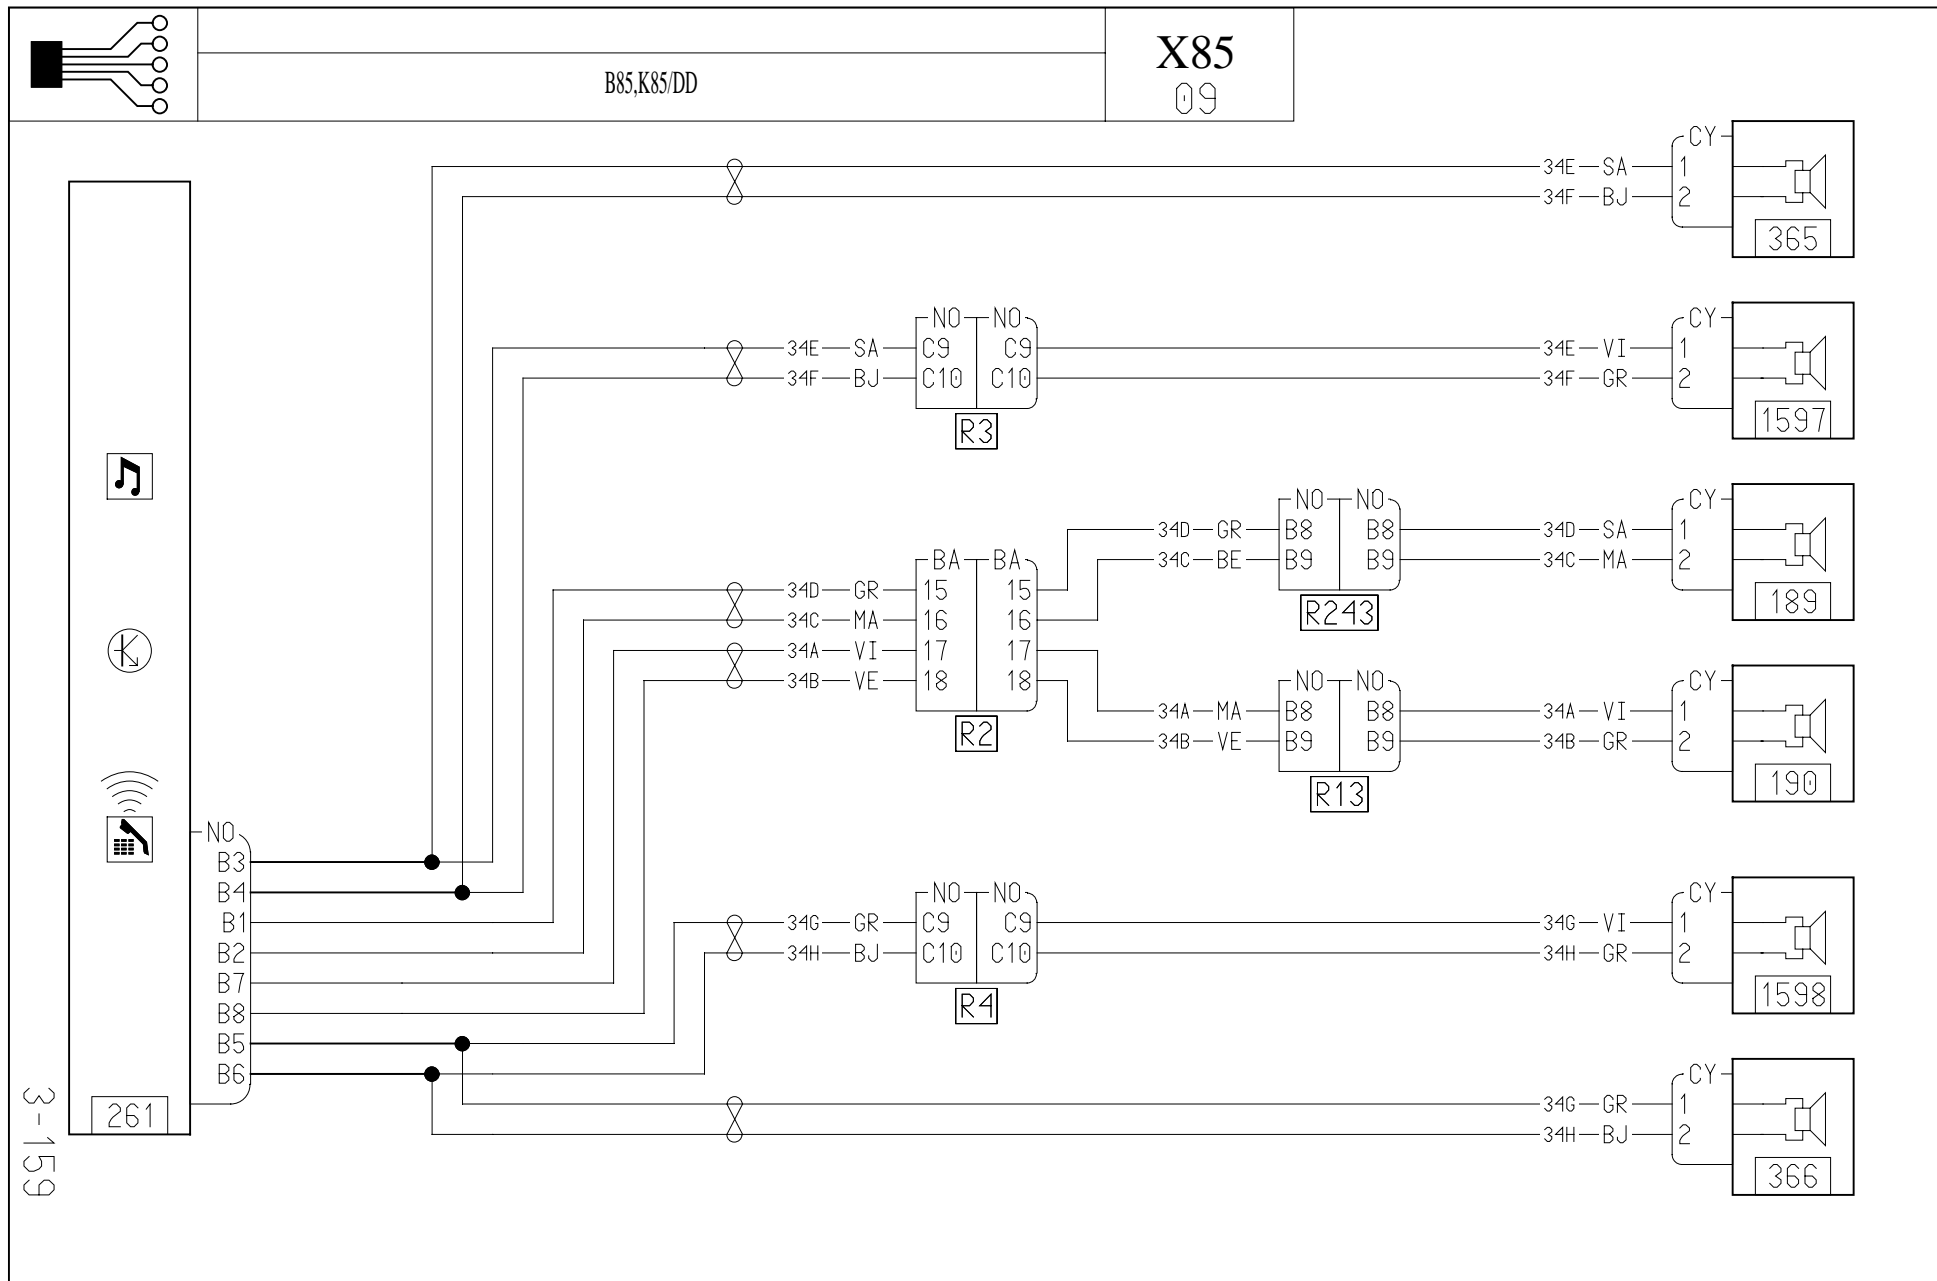 B85,K85/DD
X85
09
CY
34E SA 1
34F BJ 2
365
NO NO
34E SA C9 C9
34F BJ C10 C10
R3
CY
34E VI 1
34F GR 2
1597
NO NO
34D GR B8 B8
34C BE B9 B9
R243
CY
34D SA 1
34C MA 2
189
BA BA
34D GR 15 15
34C MA 16 16
34A VI 17 17
34B VE 18 18
R2
NO NO
34A MA B8 B8
34B VE B9 B9
R13
CY
34A VI 1
34B GR 2
190
NO
B3
B4
B1
B2
B7
B8
B5
B6
261
NO NO
34G GR C9 C9
34H BJ C10 C10
R4
CY
34G VI 1
34H GR 2
1598
CY
34G GR 1
34H BJ 2
366
3-159